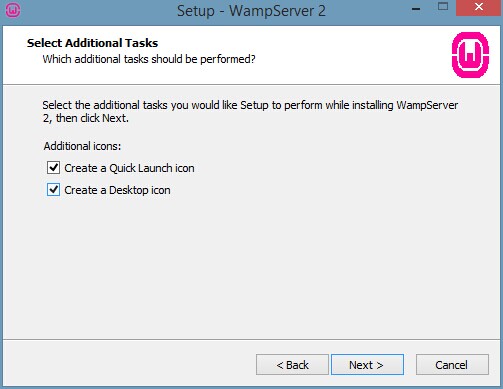 Setup - WampServer 2
Select Additional Tasks
Which additional tasks should be performed?
Select the additional tasks you would like Setup to perform while installing WampServer
2, then click Next.
Additional icons:
Create a Quick Launch icon
Create a Desktop icon
< Back
Next >
Cancel